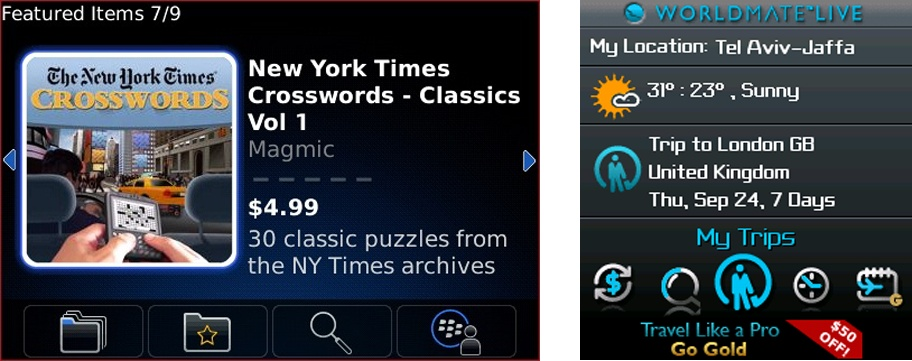 Featured Items 7/9
The New York Times
CROSSWORDS
New York Times
Crosswords - Classics
Vol 1
Magmic
$4.99
30 classic puzzles from
the NY Times archives
WORLDMATE™LIVE
My Location: Tel Aviv-Jaffa
31° : 23° , Sunny
Trip to London GB
United Kingdom
Thu, Sep 24, 7 Days
My Trips
$
G
Travel Like a Pro
Go Gold
$50
OFF!